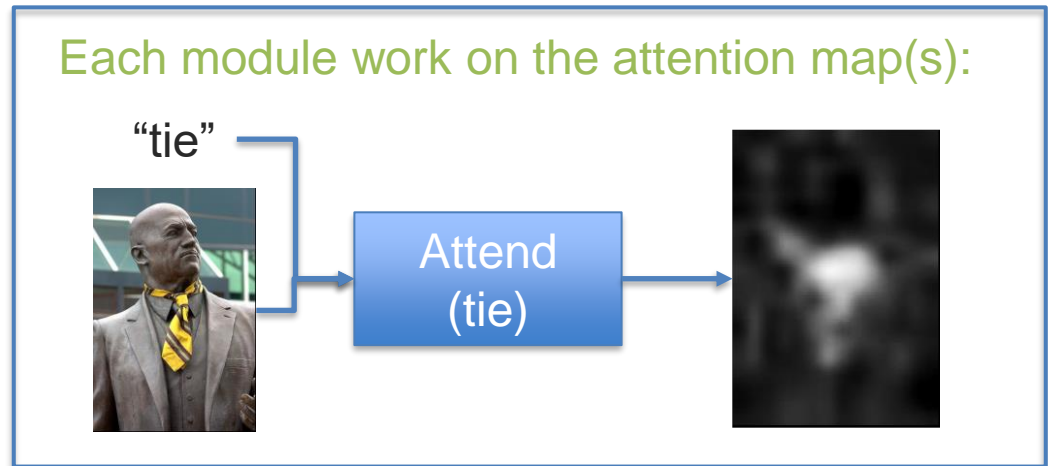 Each module work on the attention map(s):
“tie”
Attend
(tie)